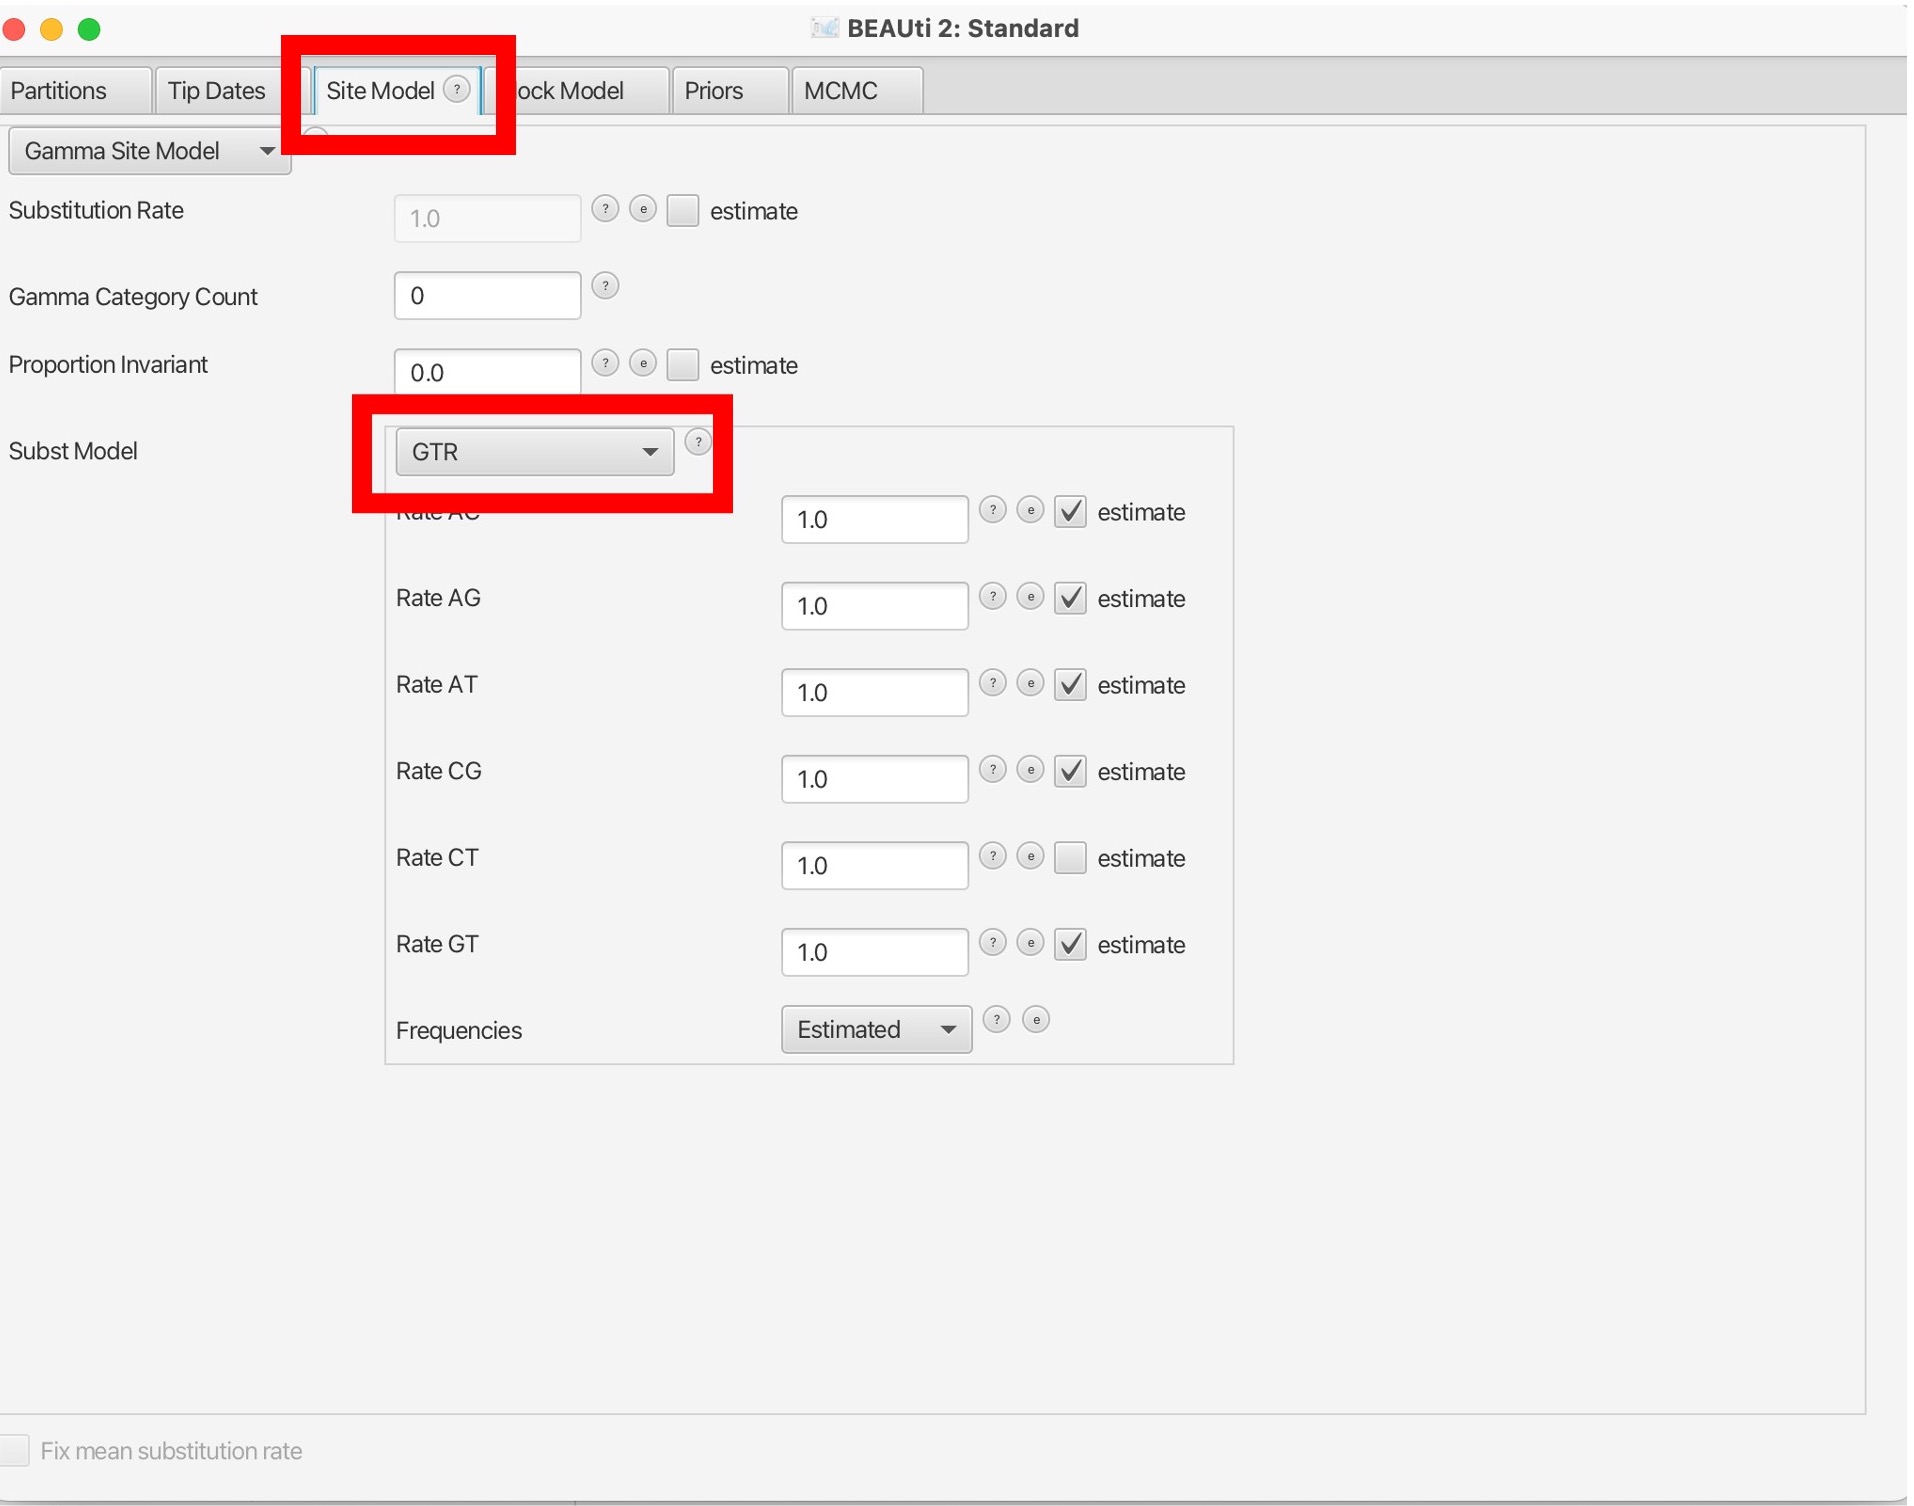 BEAUti 2: Standard
Partitions Tip Dates Site Model ? ock Model Priors MCMC
Gamma Site Model
Substitution Rate 1.0 ? e estimate
Gamma Category Count 0 ?
Proportion Invariant 0.0 ? e estimate
Subst Model GTR ?
Rate AC 1.0 ? e estimate
Rate AG 1.0 ? e estimate
Rate AT 1.0 ? e estimate
Rate CG 1.0 ? e estimate
Rate CT 1.0 ? e estimate
Rate GT 1.0 ? e estimate
Frequencies Estimated ? e
Fix mean substitution rate